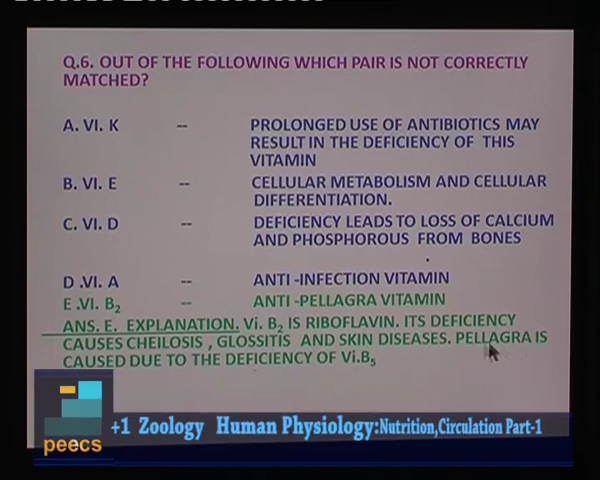 Q.6. OUT OF THE FOLLOWING WHICH PAIR IS NOT CORRECTLY
MATCHED?
A. VI. K -- PROLONGED USE OF ANTIBIOTICS MAY
RESULT IN THE DEFICIENCY OF THIS
VITAMIN
B. VI. E -- CELLULAR METABOLISM AND CELLULAR
DIFFERENTIATION.
C. VI. D -- DEFICIENCY LEADS TO LOSS OF CALCIUM
AND PHOSPHOROUS FROM BONES
D .VI. A -- ANTI -INFECTION VITAMIN
E .VI. B₂ -- ANTI -PELLAGRA VITAMIN
ANS. E. EXPLANATION. Vi. B₂ IS RIBOFLAVIN. ITS DEFICIENCY
CAUSES CHEILOSIS , GLOSSITIS AND SKIN DISEASES. PELLAGRA IS
CAUSED DUE TO THE DEFICIENCY OF Vi.B₅
peecs
+1 Zoology Human Physiology:Nutrition,Circulation Part-1